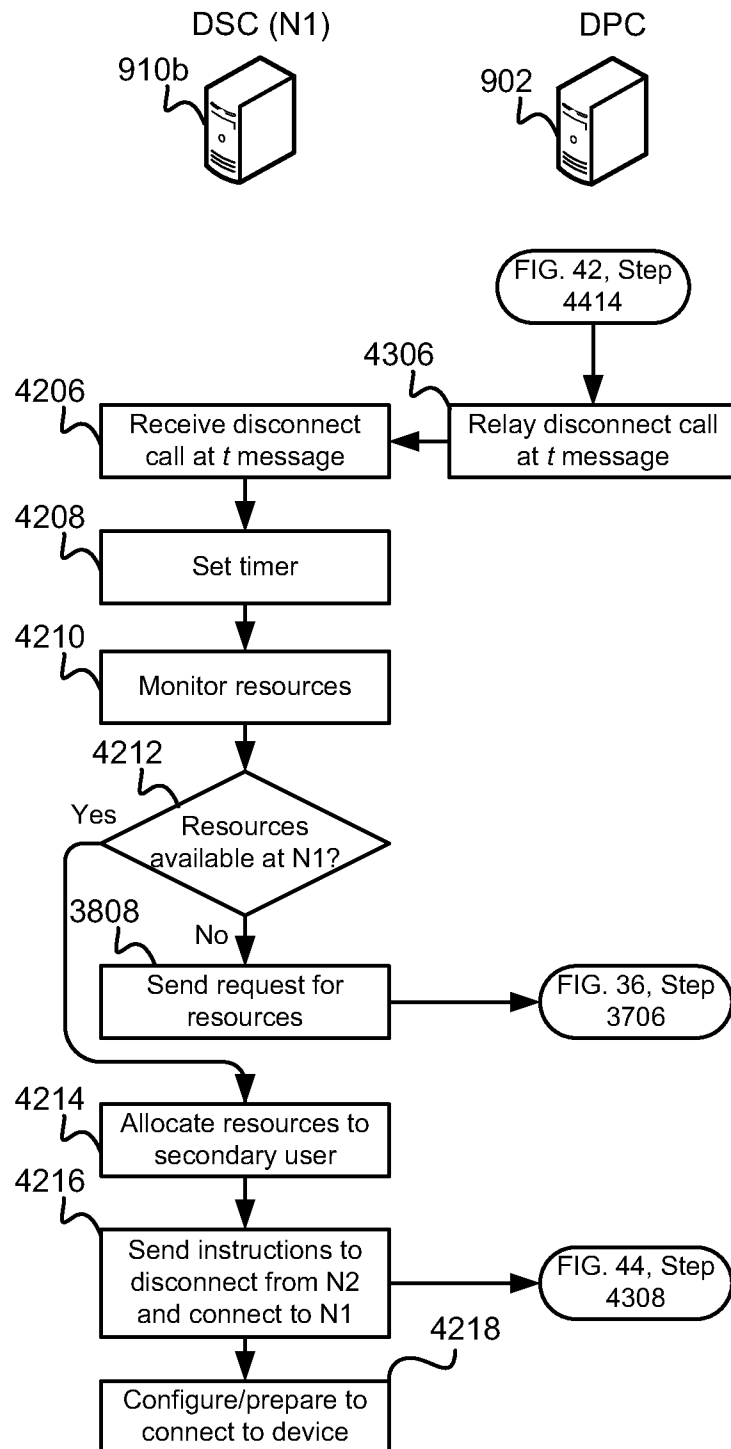 DSC (N1)
DPC
910b
902
FIG. 42, Step
4414
4306
4206
Receive disconnect
call at t message
Relay disconnect call
at t message
4208
Set timer
4210
Monitor resources
4212
Yes
Resources
available at N1?
3808
No
Send request for
resources
FIG. 36, Step
3706
4214
Allocate resources to
secondary user
4216
Send instructions to
disconnect from N2
and connect to N1
FIG. 44, Step
4308
4218
Configure/prepare to
connect to device